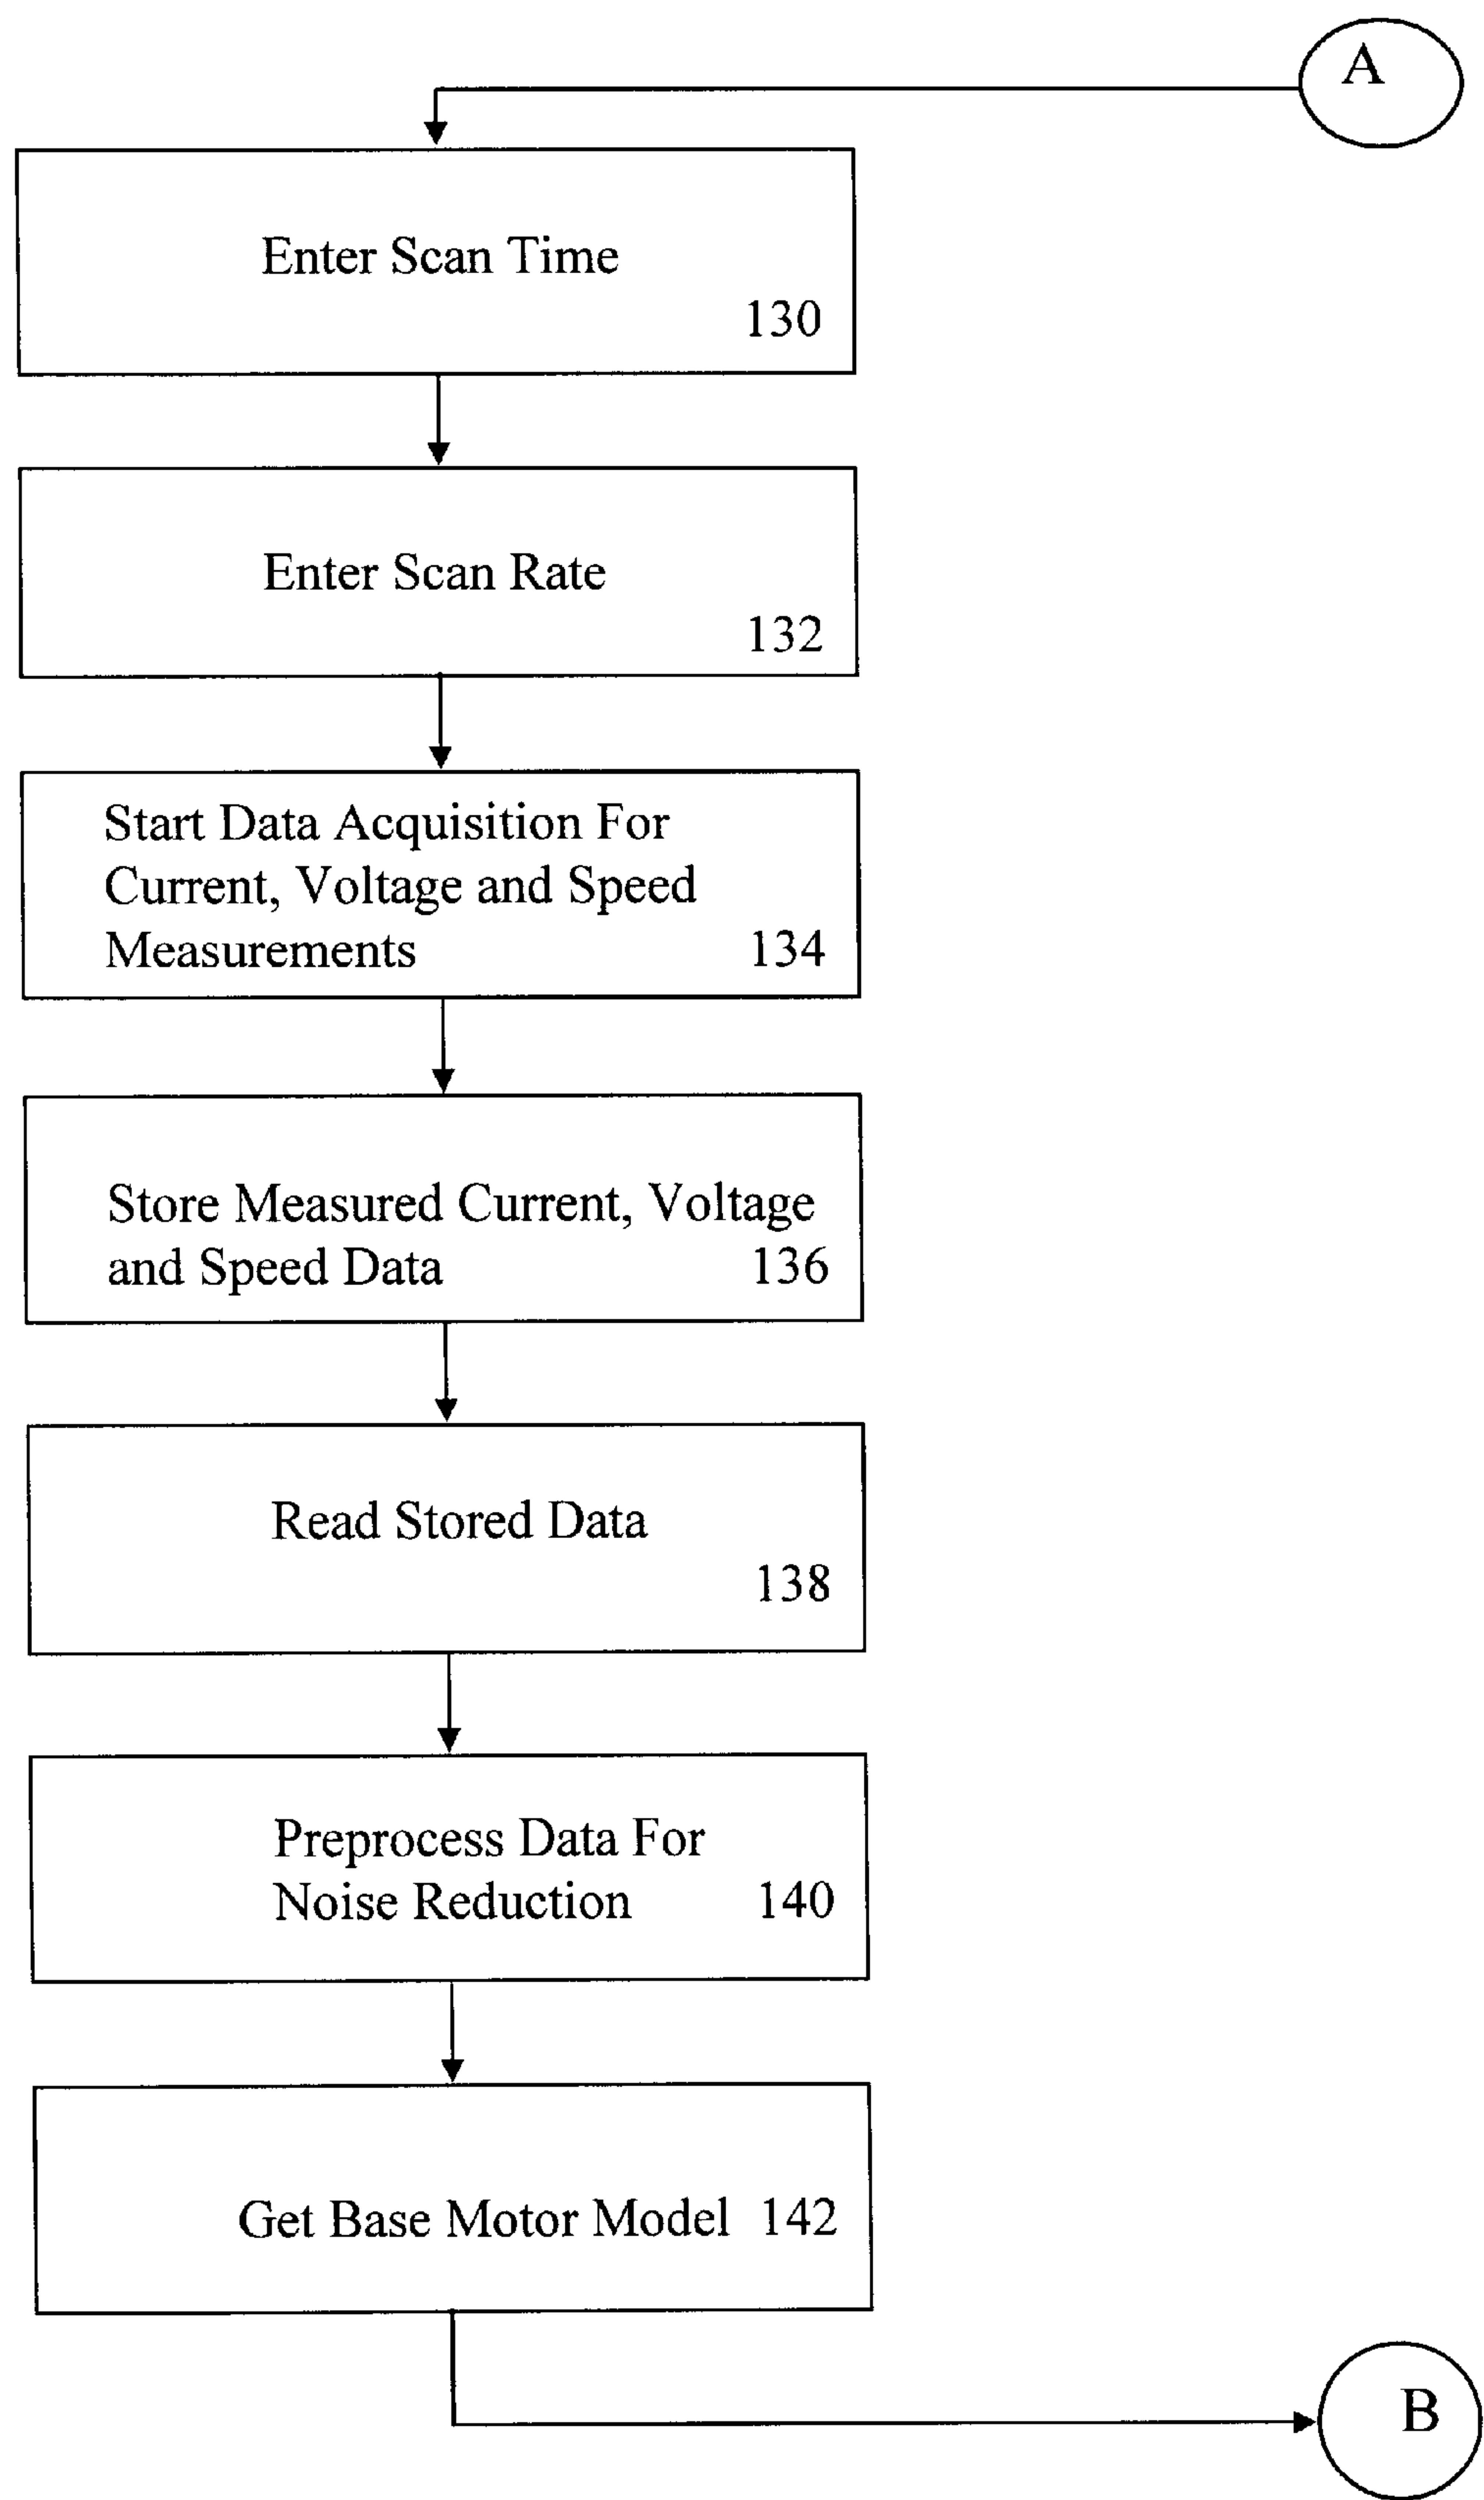 A
Enter Scan Time
130
Enter Scan Rate
132
Start Data Acquisition For
Current, Voltage and Speed
Measurements 134
Store Measured Current, Voltage
and Speed Data 136
Read Stored Data
138
Preprocess Data For
Noise Reduction 140
Get Base Motor Model 142
B